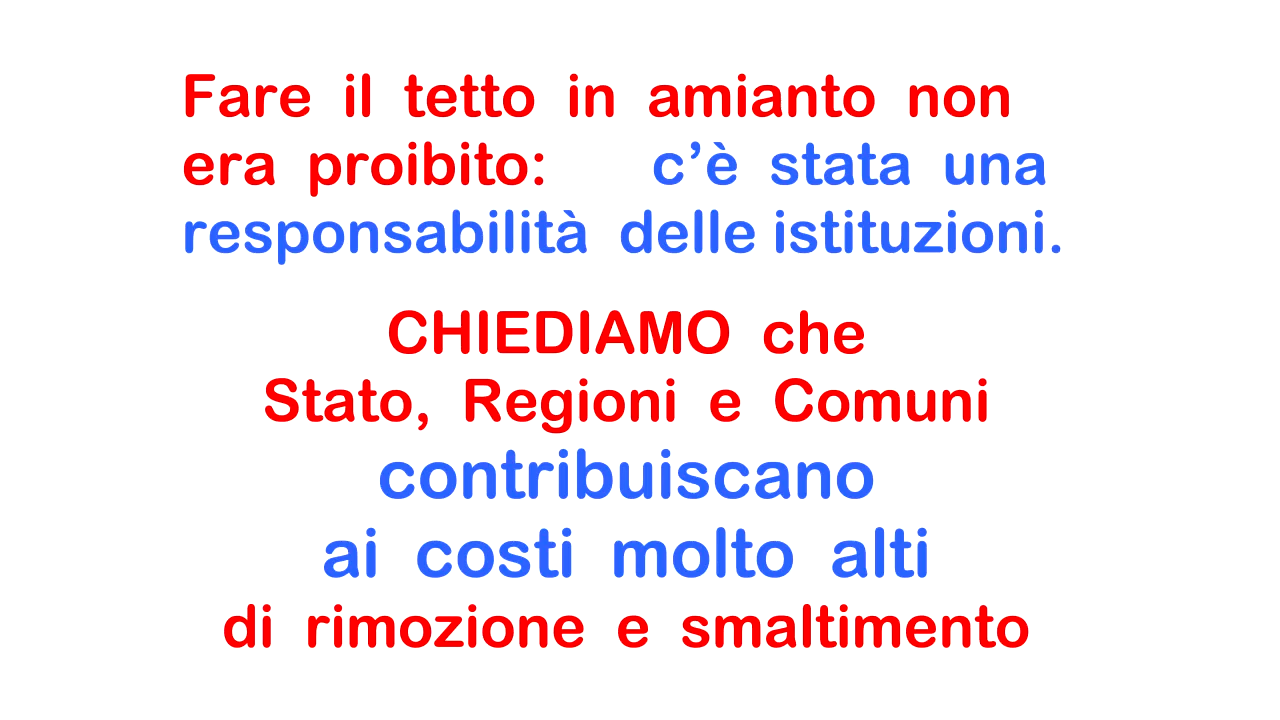 Fare il tetto in amianto non
era proibito: c’è stata una
responsabilità delle istituzioni.
CHIEDIAMO che
Stato, Regioni e Comuni
contribuiscano
ai costi molto alti
di rimozione e smaltimento